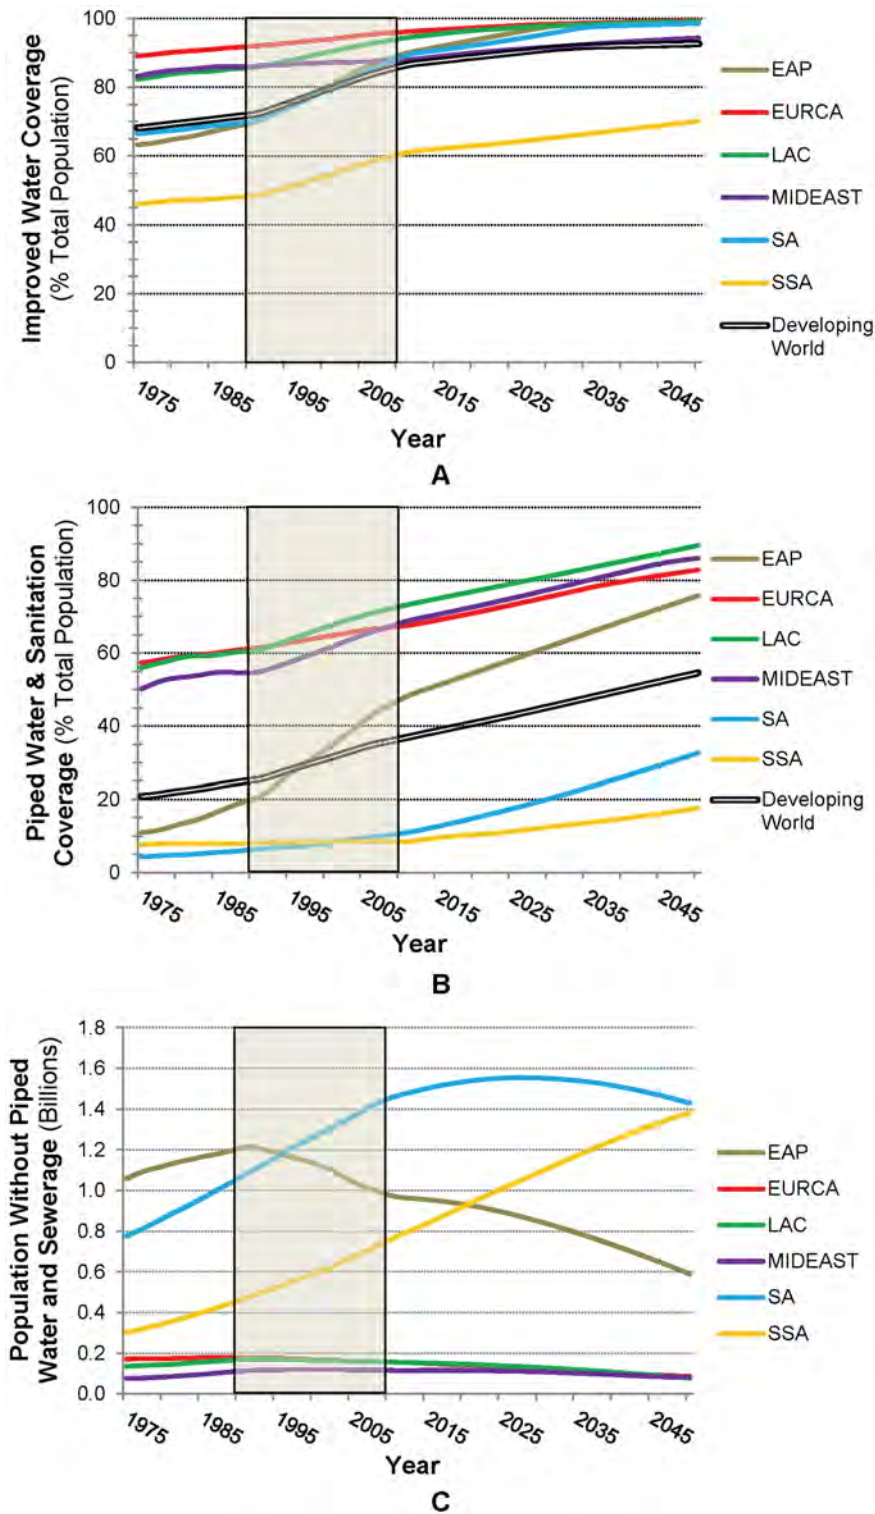 Improved Water Coverage
(% Total Population)
100
80
60
40
20
0
1975
1985
1995
2005
2015
2025
2035
2045
Year
EAP
EURCA
LAC
MIDEAST
SA
SSA
Developing
World
A
Piped Water & Sanitation
Coverage (% Total Population)
100
80
60
40
20
0
1975
1985
1995
2005
2015
2025
2035
2045
Year
EAP
EURCA
LAC
MIDEAST
SA
SSA
Developing
World
B
Population Without Piped
Water and Sewerage (Billions)
1.8
1.6
1.4
1.2
1.0
0.8
0.6
0.4
0.2
0.0
1975
1985
1995
2005
2015
2025
2035
2045
Year
EAP
EURCA
LAC
MIDEAST
SA
SSA
C